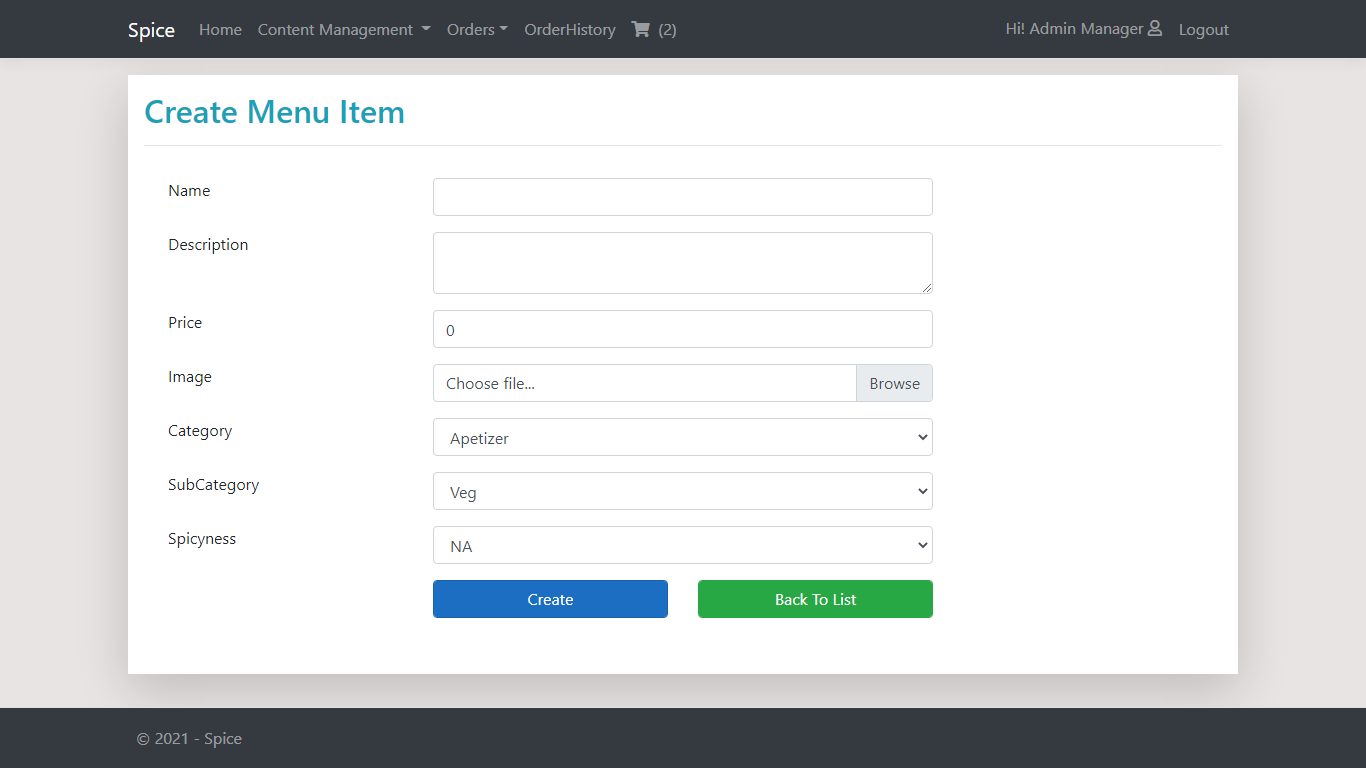 Spice Home Content Management Orders OrderHistory (2) Hi! Admin Manager Logout
Create Menu Item
Name
Description
Price 0
Image Choose file... Browse
Category Apetizer
SubCategory Veg
Spicyness NA
Create Back To List
© 2021 - Spice